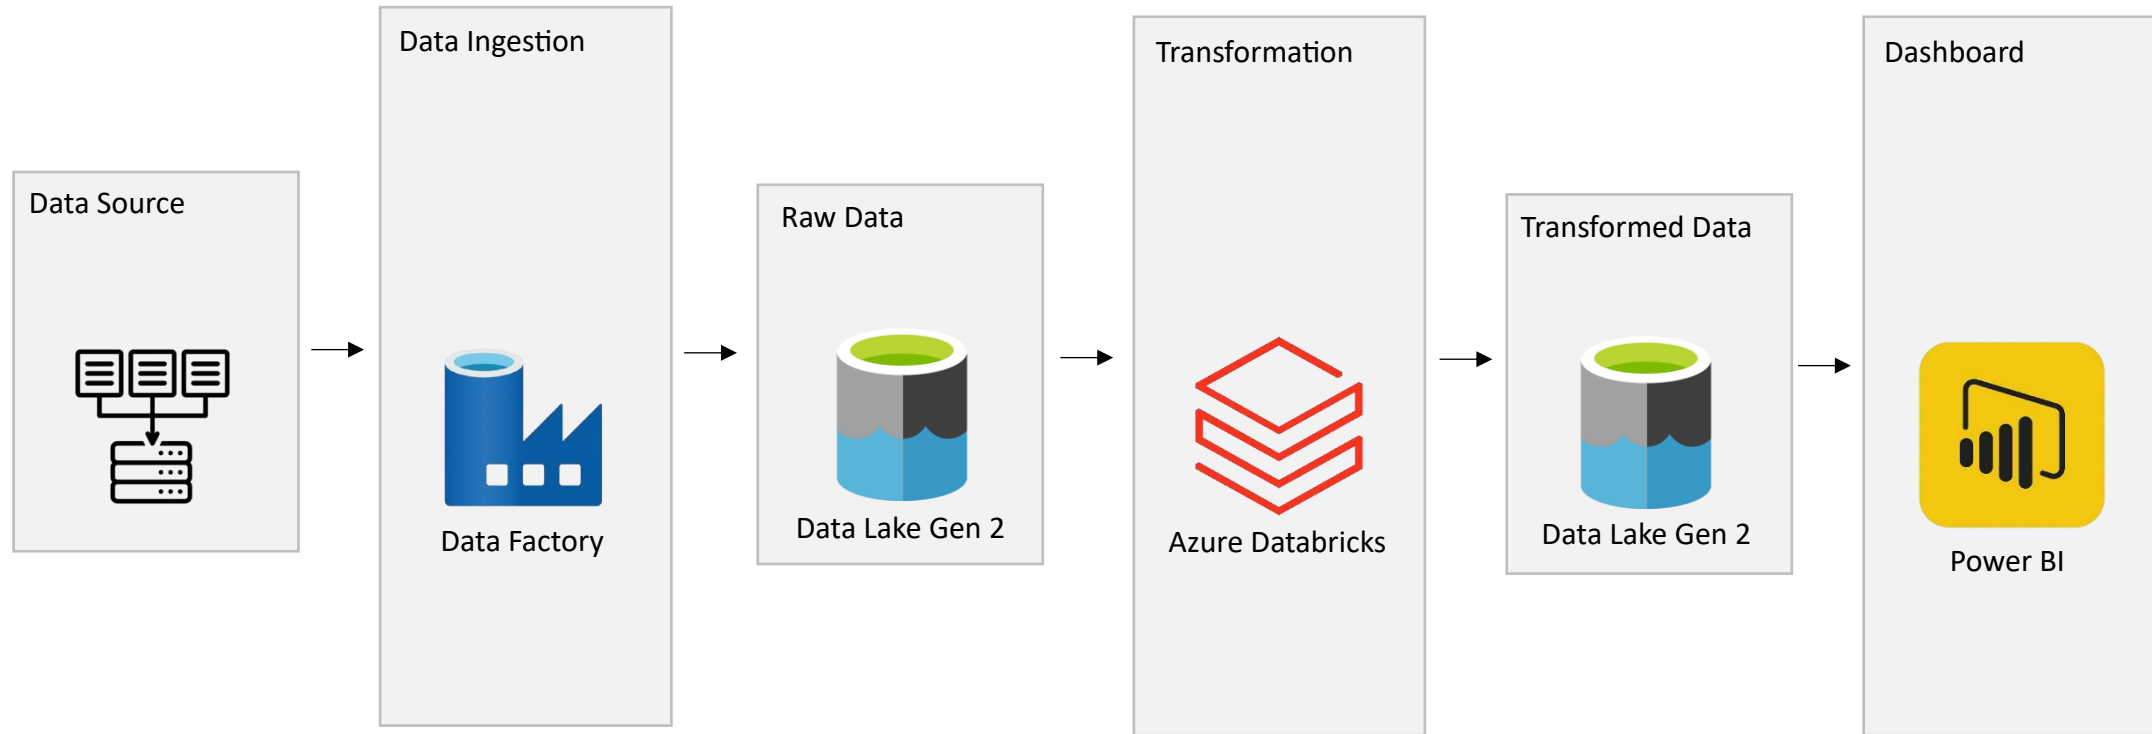 Data Source
Data Ingestion
Data Factory
Raw Data
Data Lake Gen 2
Transformation
Azure Databricks
Transformed Data
Data Lake Gen 2
Dashboard
Power BI